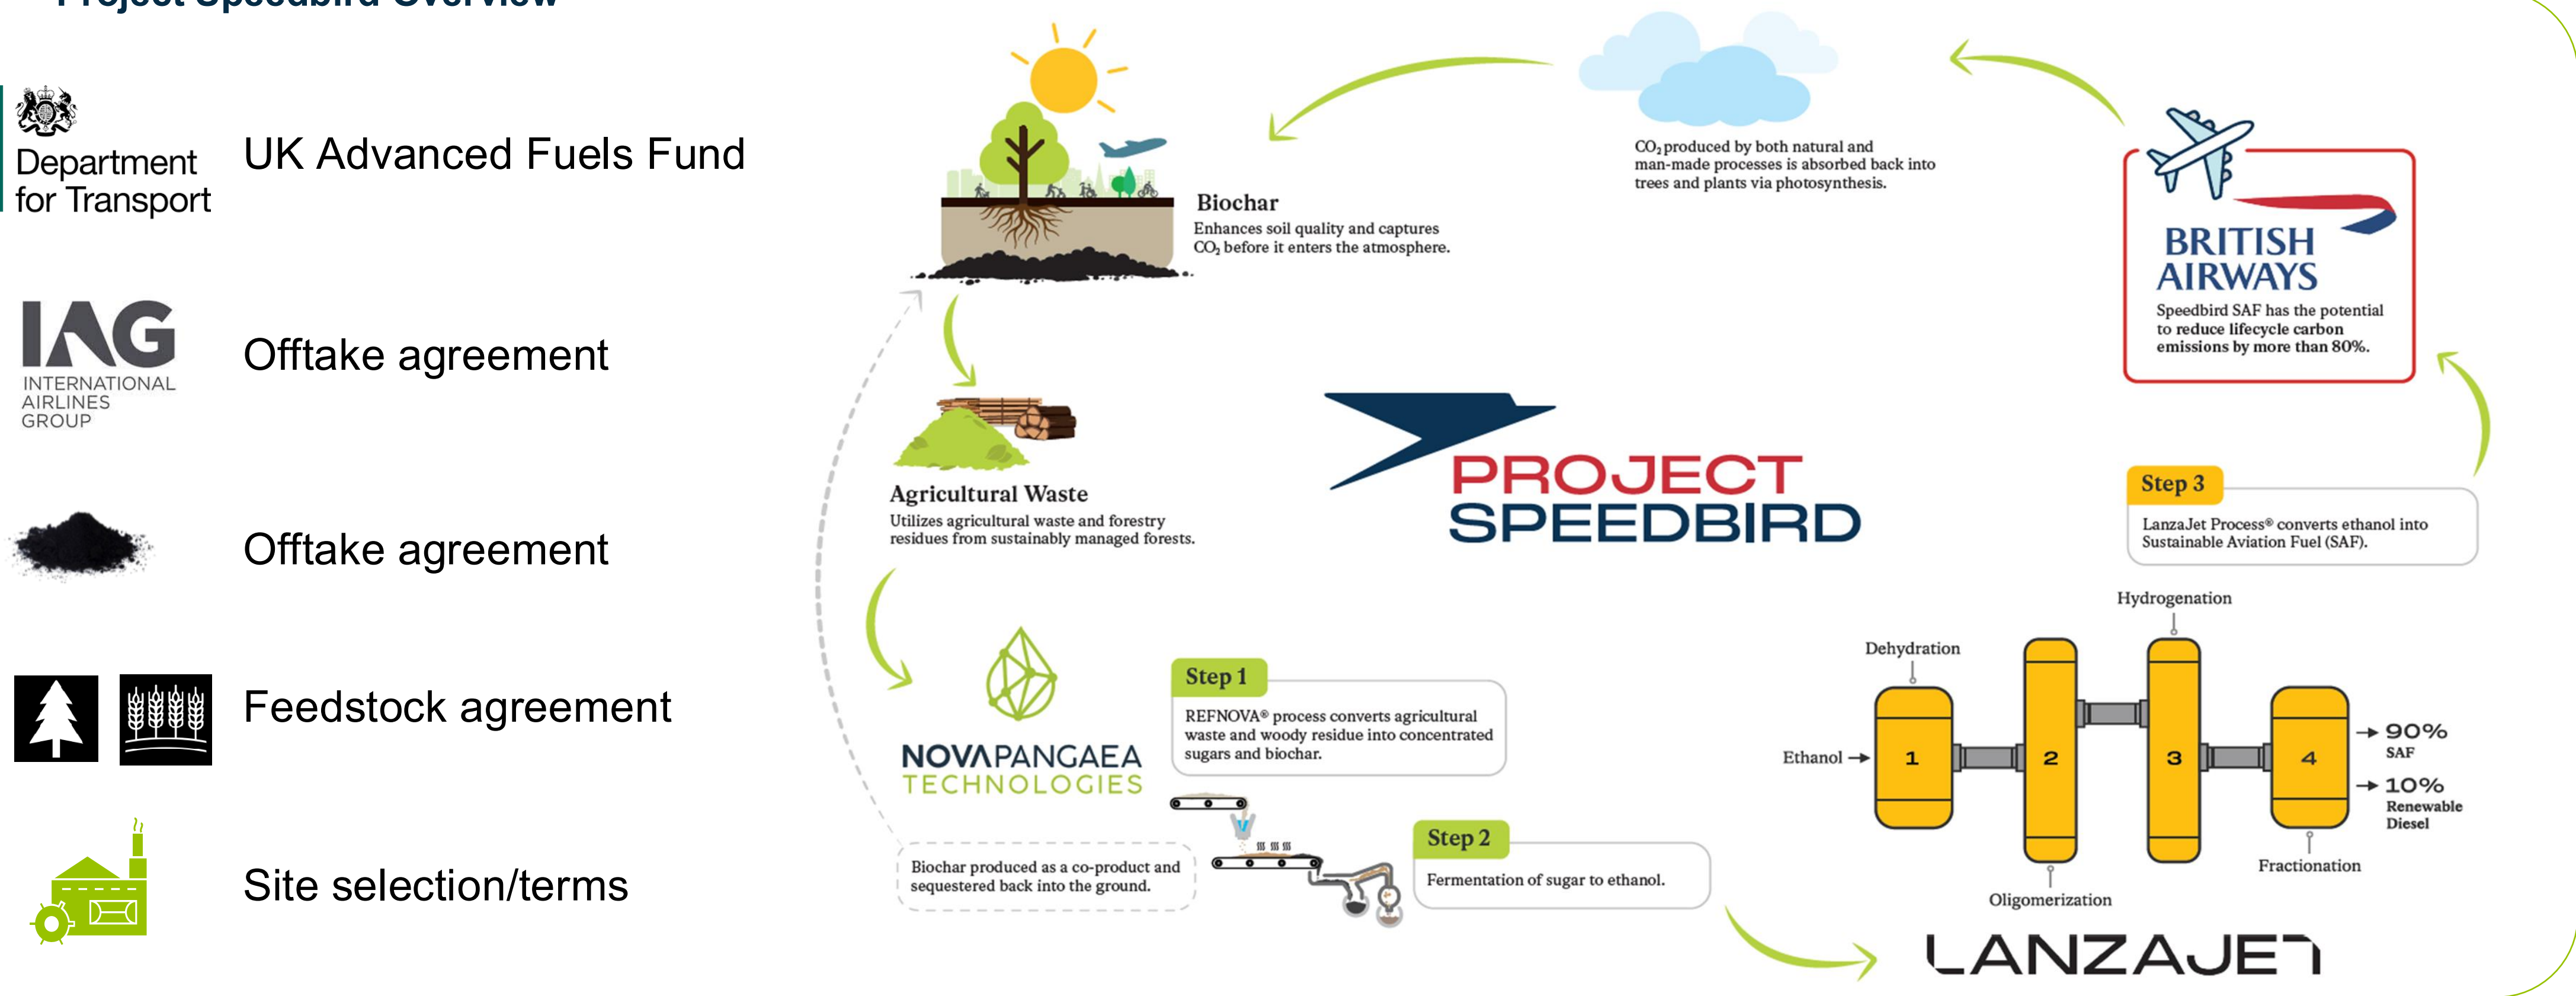 Project Speedbird Overview
Department
for Transport
UK Advanced Fuels Fund
IAG
INTERNATIONAL
AIRLINES
GROUP
Offtake agreement
Offtake agreement
Feedstock agreement
Site selection/terms
Biochar
Enhances soil quality and captures
CO₂ before it enters the atmosphere.
CO₂ produced by both natural and
man-made processes is absorbed back into
trees and plants via photosynthesis.
BRITISH
AIRWAYS
Speedbird SAF has the potential
to reduce lifecycle carbon
emissions by more than 80%.
Agricultural Waste
Utilizes agricultural waste and forestry
residues from sustainably managed forests.
PROJECT
SPEEDBIRD
NOVAPANGAEA
TECHNOLOGIES
Step 1
REFNOVA® process converts agricultural
waste and woody residue into concentrated
sugars and biochar.
Biochar produced as a co-product and
sequestered back into the ground.
Step 2
Fermentation of sugar to ethanol.
Step 3
LanzaJet Process® converts ethanol into
Sustainable Aviation Fuel (SAF).
Hydrogenation
Dehydration
Ethanol
1
2
3
4
90%
SAF
10%
Renewable
Diesel
Fractionation
Oligomerization
LANZAJET